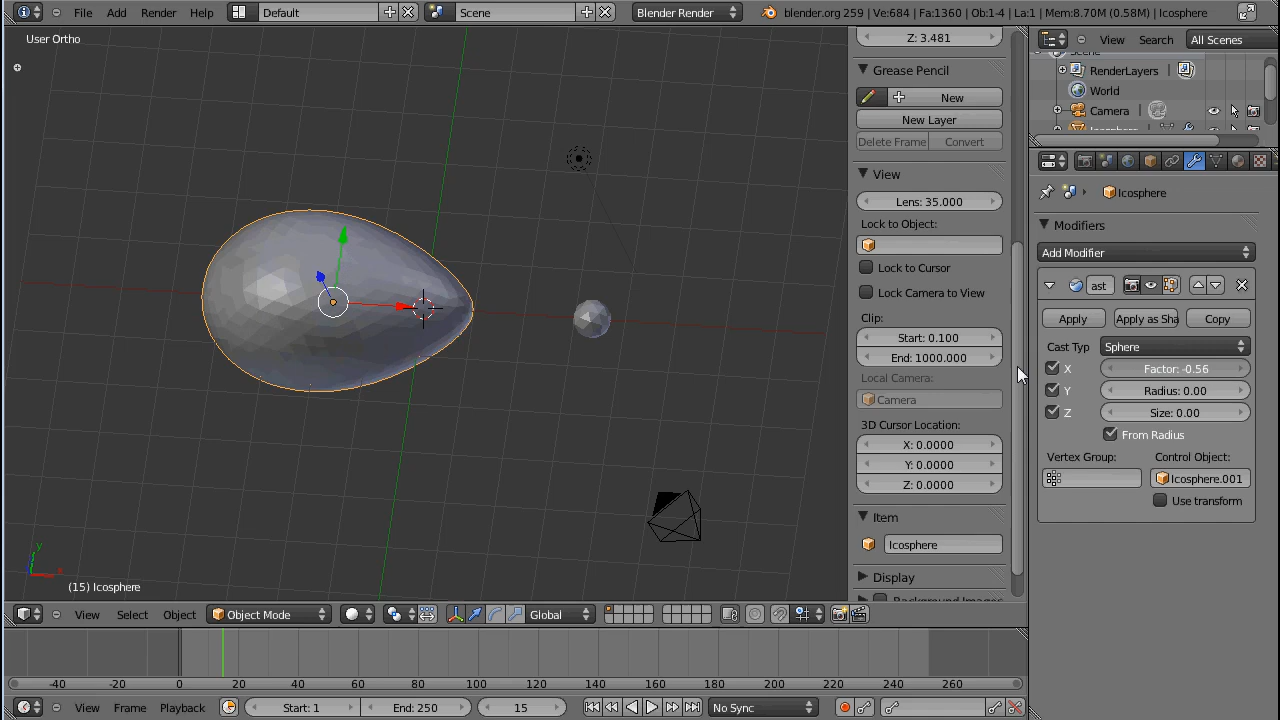 File Add Render Help Default Scene Blender Render blender.org 259 | Ve:684 | Fa:1360 | Ob:1-4 | La:1 | Mem:8.70M (0.58M) | Icosphere
User Ortho
Z: 3.481
Grease Pencil
New
New Layer
Delete Frame Convert
View
Lens: 35.000
Lock to Object:
Lock to Cursor
Lock Camera to View
Clip:
Start: 0.100
End: 1000.000
Local Camera:
Camera
3D Cursor Location:
X: 0.0000
Y: 0.0000
Z: 0.0000
Item
Icosphere
Display
View Search All Scenes
RenderLayers
World
Camera
Icosphere
Modifiers
Add Modifier
ast
Apply Apply as Sha Copy
Cast Typ Sphere
X Factor: -0.56
Y Radius: 0.00
Z Size: 0.00
From Radius
Vertex Group: Control Object:
Icosphere.001
Use transform
y
x
(15) Icosphere
View Select Object Object Mode Global
-40 -20 0 20 40 60 80 100 120 140 160 180 200 220 240 260
View Frame Playback Start: 1 End: 250 15 No Sync